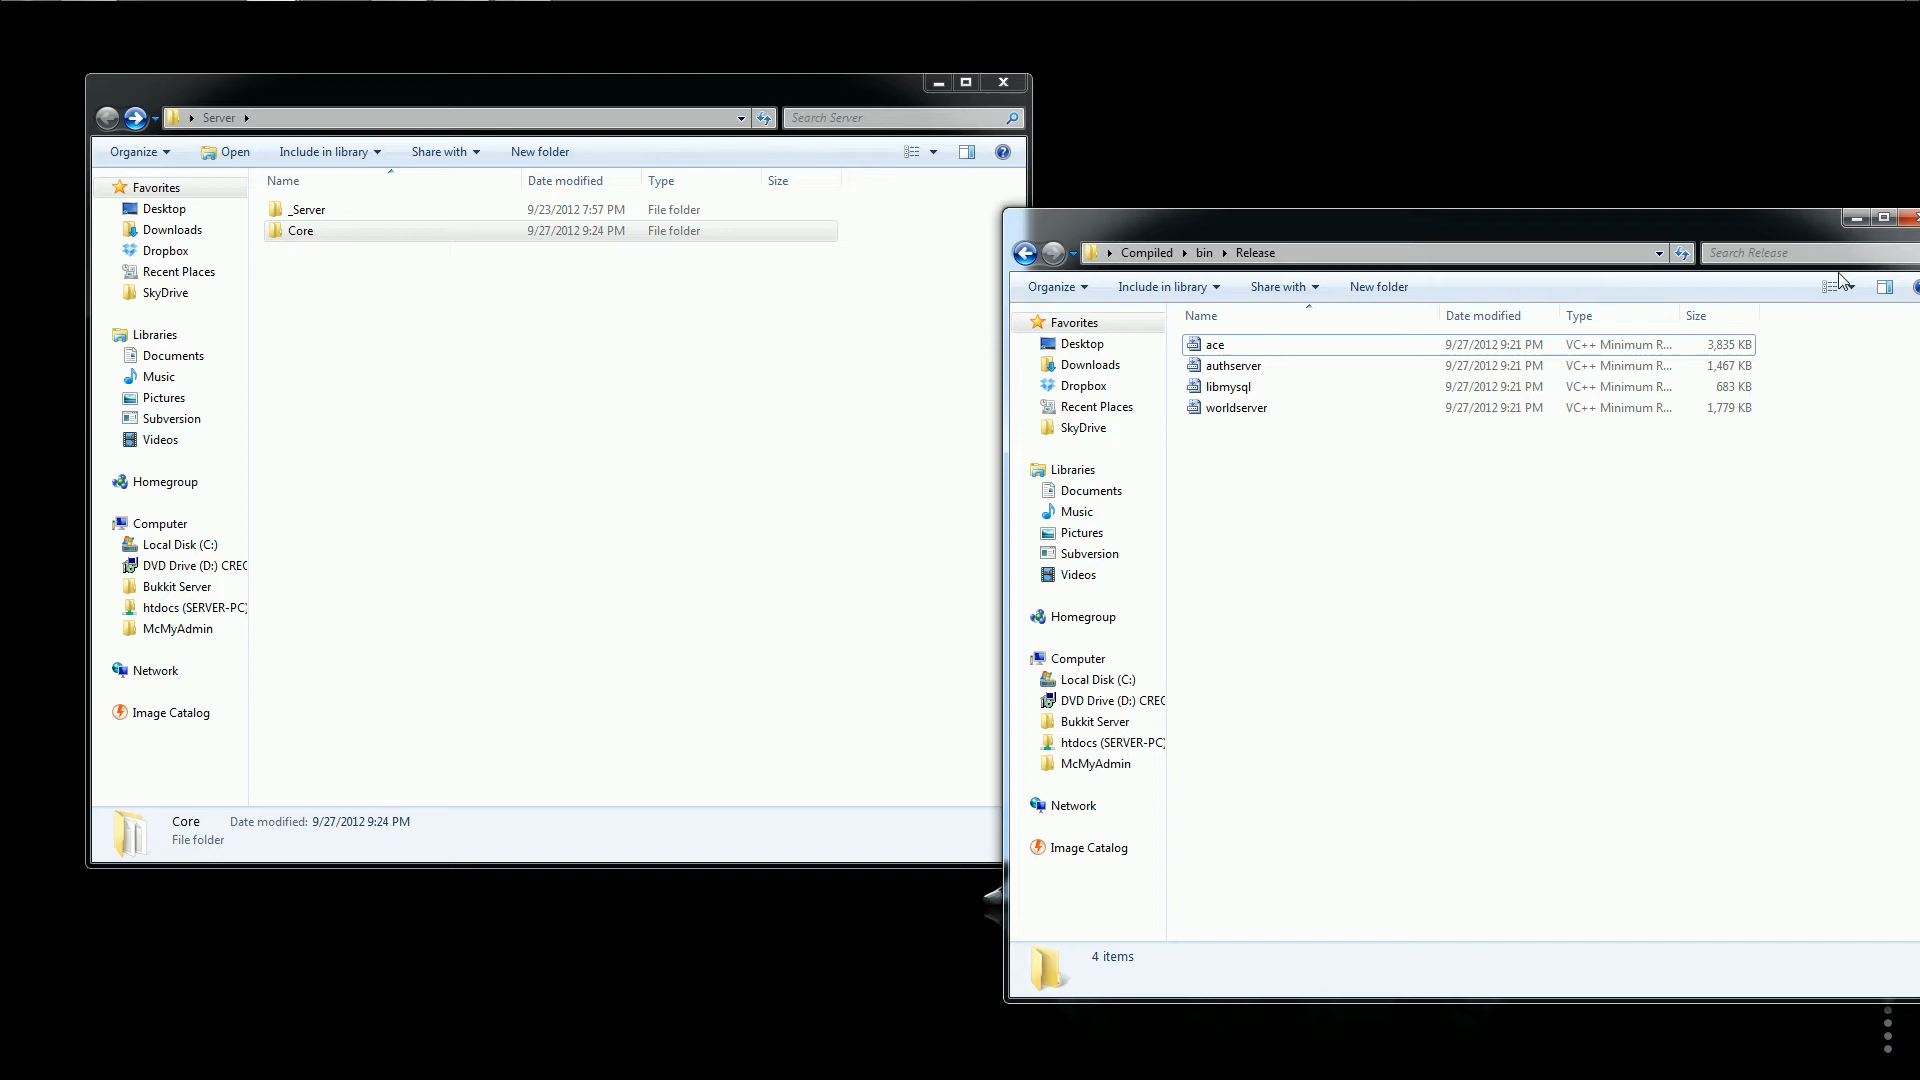 Server
Search Server
Organize Open Include in library Share with New folder
Name Date modified Type Size
_Server 9/23/2012 7:57 PM File folder
Core 9/27/2012 9:24 PM File folder
Favorites
Desktop
Downloads
Dropbox
Recent Places
SkyDrive
Libraries
Documents
Music
Pictures
Subversion
Videos
Homegroup
Computer
Local Disk (C:)
DVD Drive (D:) CREC
Bukkit Server
htdocs (SERVER-PC)
McMyAdmin
Network
Image Catalog
Core Date modified: 9/27/2012 9:24 PM
File folder
Compiled bin Release
Search Release
Organize Include in library Share with New folder
Name Date modified Type Size
ace 9/27/2012 9:21 PM VC++ Minimum R... 3,835 KB
authserver 9/27/2012 9:21 PM VC++ Minimum R... 1,467 KB
libmysql 9/27/2012 9:21 PM VC++ Minimum R... 683 KB
worldserver 9/27/2012 9:21 PM VC++ Minimum R... 1,779 KB
Favorites
Desktop
Downloads
Dropbox
Recent Places
SkyDrive
Libraries
Documents
Music
Pictures
Subversion
Videos
Homegroup
Computer
Local Disk (C:)
DVD Drive (D:) CREC
Bukkit Server
htdocs (SERVER-PC)
McMyAdmin
Network
Image Catalog
4 items